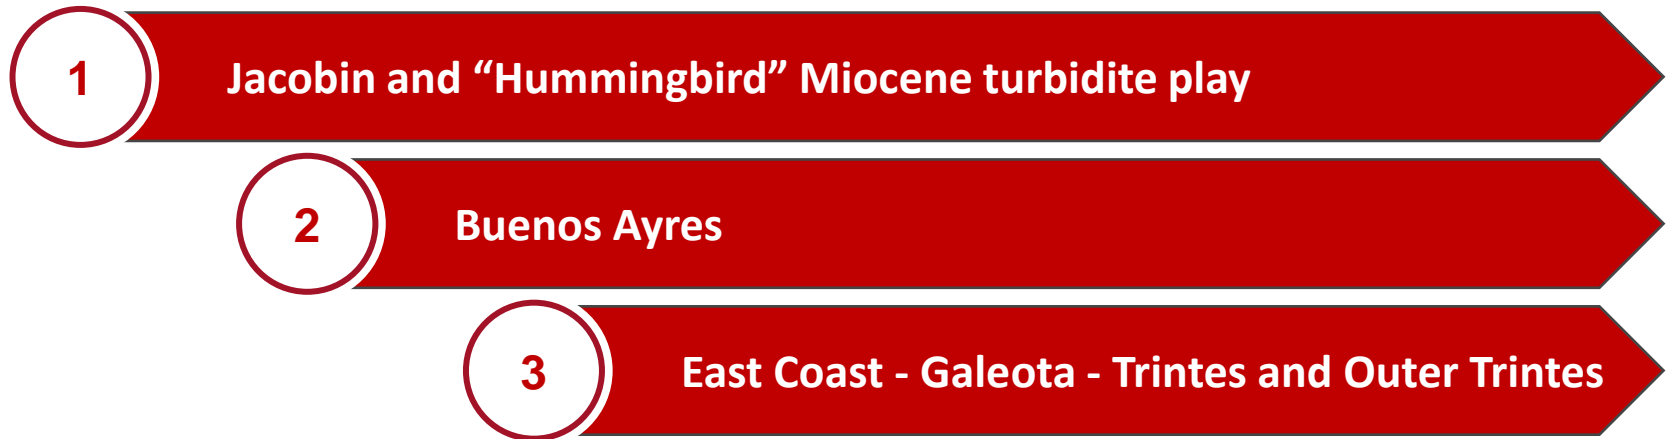 1
Jacobin and “Hummingbird” Miocene turbidite play
2
Buenos Ayres
3
East Coast - Galeota - Trintes and Outer Trintes